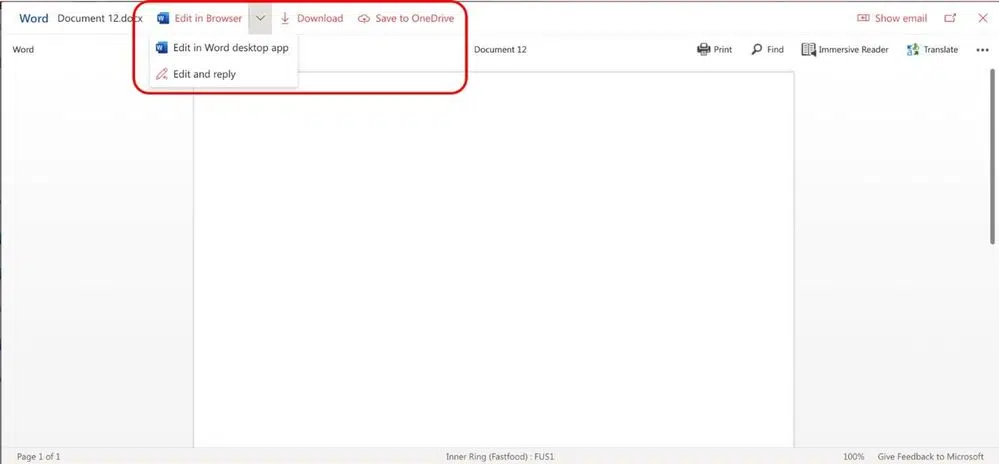 Word Document 12.docx Edit in Browser Download Save to OneDrive Show email
Edit in Word desktop app
Edit and reply
Word Document 12 Print Find Immersive Reader Translate
Page 1 of 1 Inner Ring (Fastfood) : FUS1 100% Give Feedback to Microsoft